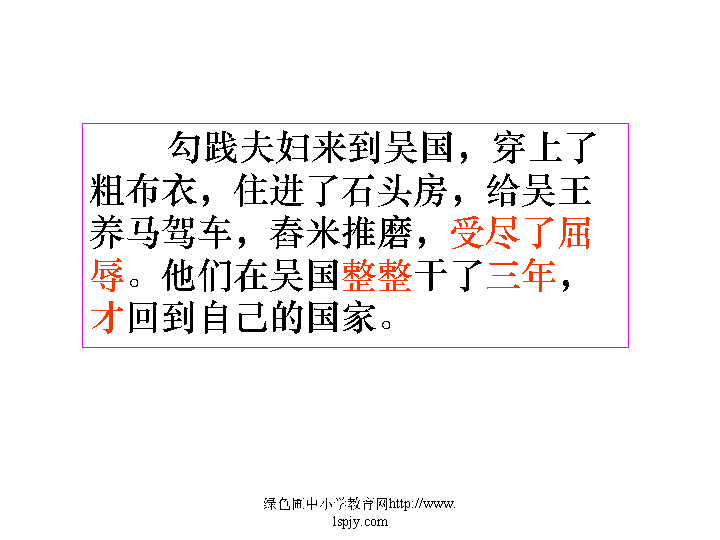 勾践夫妇来到吴国，穿上了
粗布衣，住进了石头房，给吴王
养马驾车，舂米推磨，受尽了屈
辱。他们在吴国整整干了三年，
才回到自己的国家。
绿色圃中小学教育网http://www.
lspjy.com